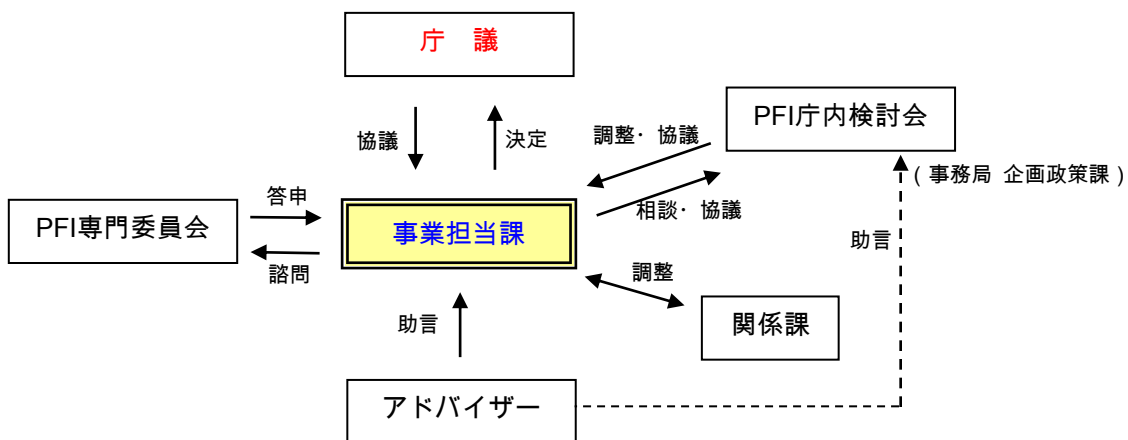 庁　議
PFI庁内検討会
協議
決定
調整・協議
(事務局 企画政策課)
答申
相談・協議
PFI専門委員会
事業担当課
助言
諮問
調整
助言
関係課
アドバイザー